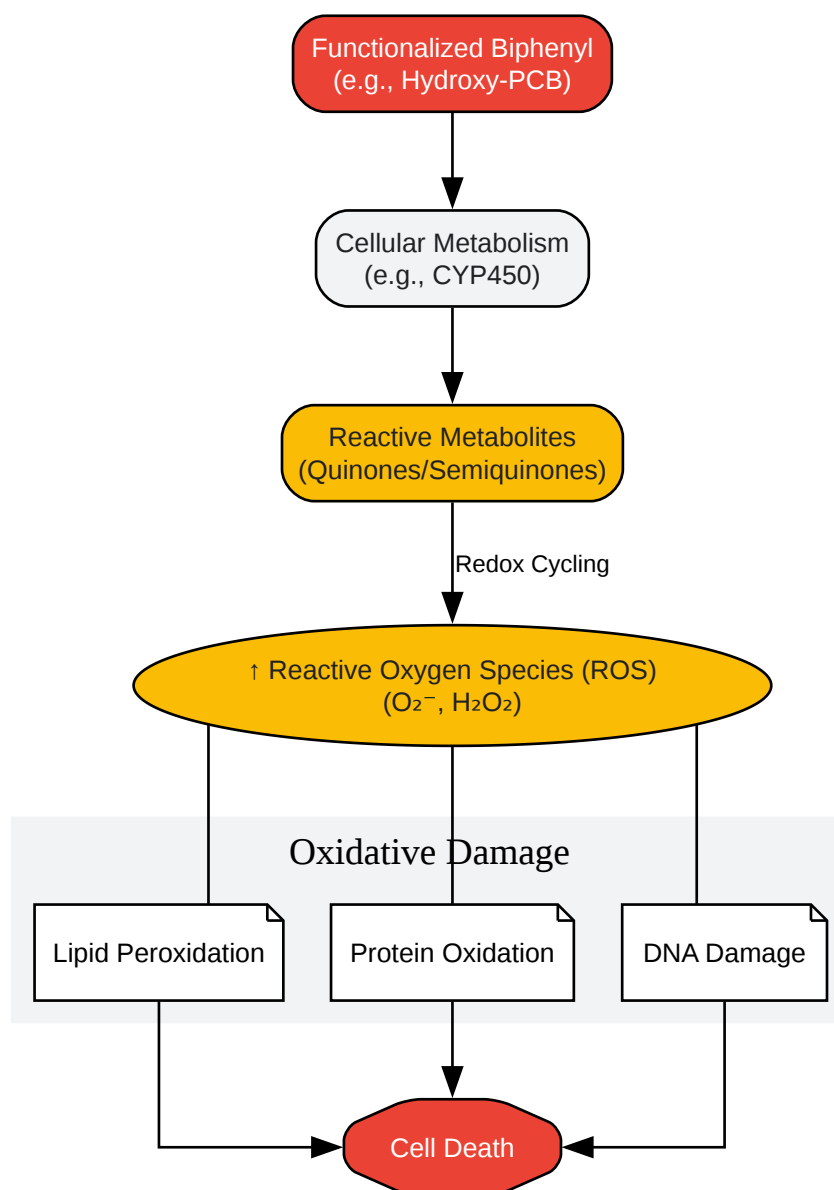 Functionalized Biphenyl
(e.g., Hydroxy-PCB)
Cellular Metabolism
(e.g., CYP450)
Reactive Metabolites
(Quinones/Semiquinones)
Redox Cycling
↑ Reactive Oxygen Species (ROS)
(O₂⁻, H₂O₂)
Oxidative Damage
Lipid Peroxidation
Protein Oxidation
DNA Damage
Cell Death